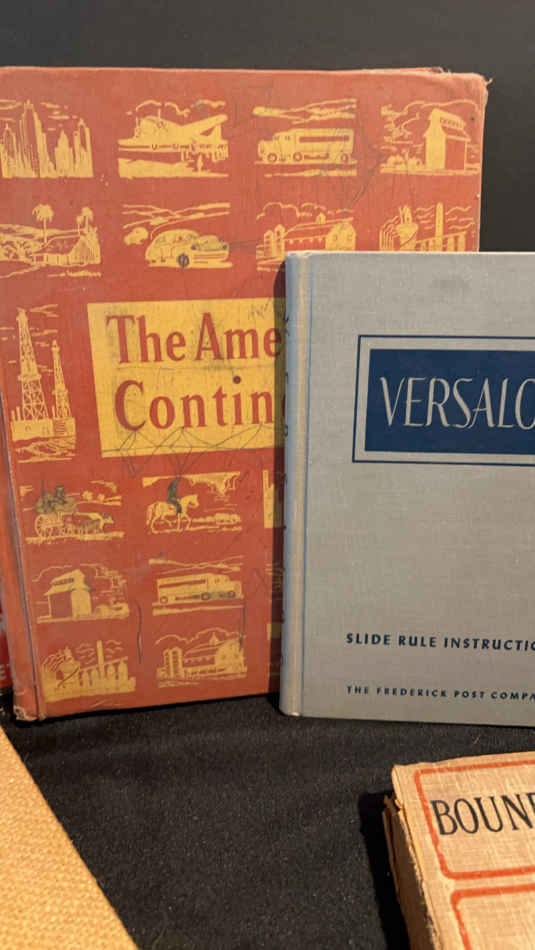 The Ame
Contin
VERSALO
SLIDE RULE INSTRUCTIO
THE FREDERICK POST COMPA
BOUN